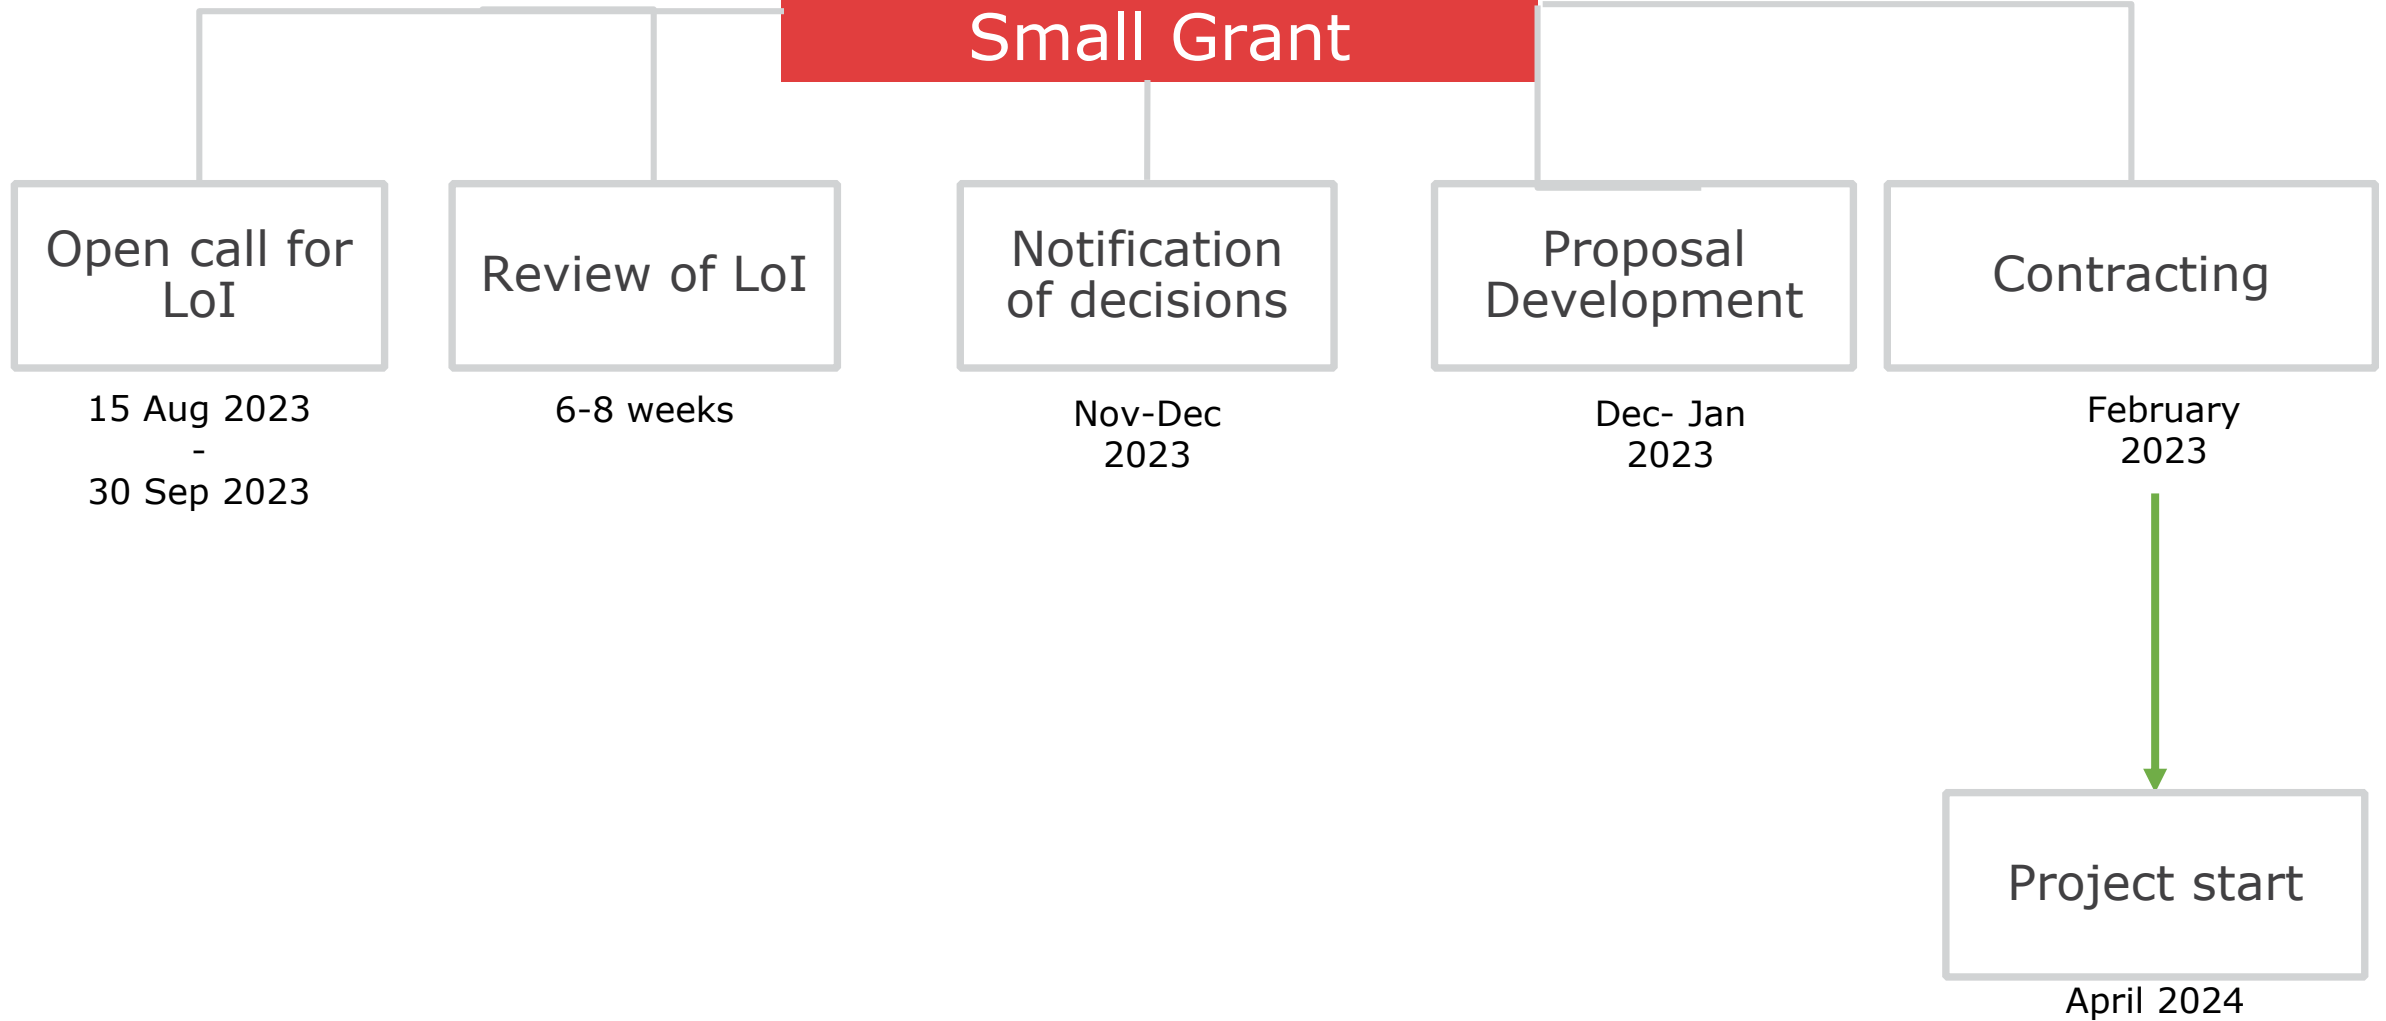 Small Grant
Open call for
LoI
15 Aug 2023
-
30 Sep 2023
Review of LoI
6-8 weeks
Notification
of decisions
Nov-Dec
2023
Proposal
Development
Dec- Jan
2023
Contracting
February
2023
Project start
April 2024